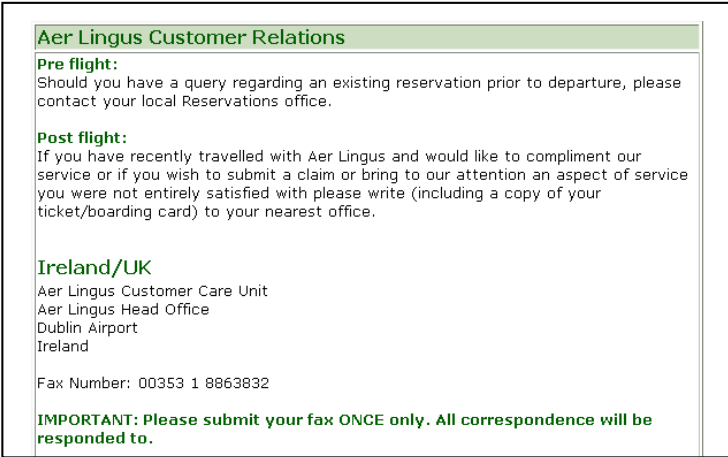 Aer Lingus Customer Relations
Pre flight:
Should you have a query regarding an existing reservation prior to departure, please
contact your local Reservations office.
Post flight:
If you have recently travelled with Aer Lingus and would like to compliment our
service or if you wish to submit a claim or bring to our attention an aspect of service
you were not entirely satisfied with please write (including a copy of your
ticket/boarding card) to your nearest office.
Ireland/UK
Aer Lingus Customer Care Unit
Aer Lingus Head Office
Dublin Airport
Ireland
Fax Number: 00353 1 8863832
IMPORTANT: Please submit your fax ONCE only. All correspondence will be
responded to.